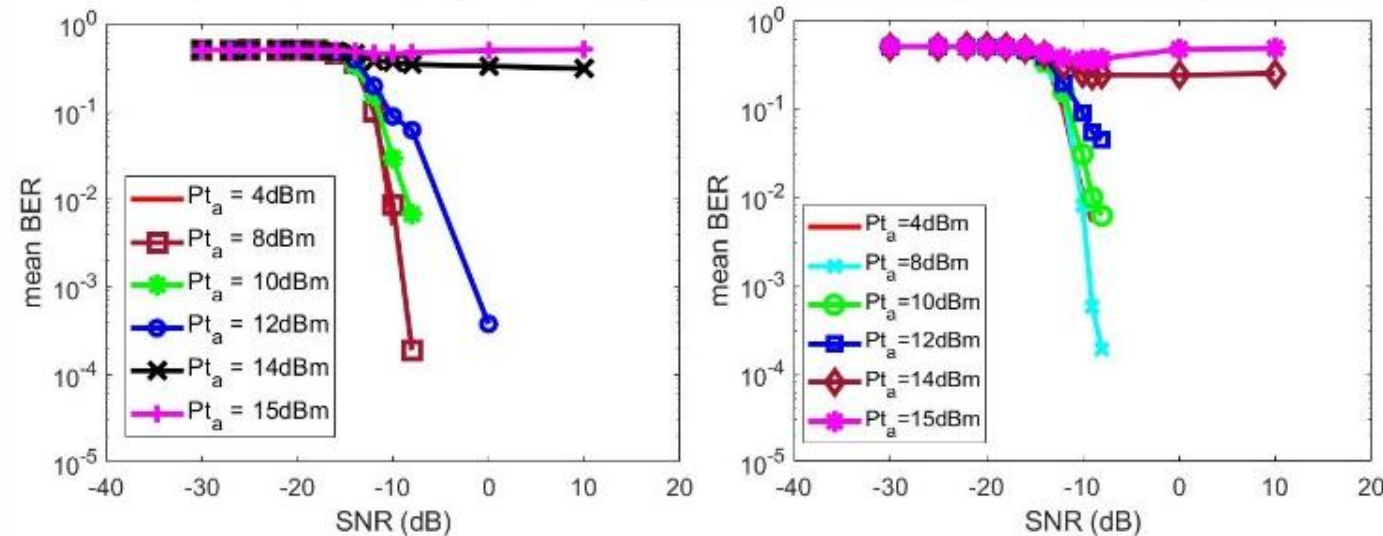 10^0
10^-1
10^-2
10^-3
10^-4
10^-5
mean BER
-40 -30 -20 -10 0 10 20
SNR (dB)
Pt_a = 4dBm
Pt_a = 8dBm
Pt_a = 10dBm
Pt_a = 12dBm
Pt_a = 14dBm
Pt_a = 15dBm
10^0
10^-1
10^-2
10^-3
10^-4
10^-5
mean BER
-40 -30 -20 -10 0 10 20
SNR (dB)
Pt_a=4dBm
Pt_a=8dBm
Pt_a=10dBm
Pt_a=12dBm
Pt_a=14dBm
Pt_a=15dBm